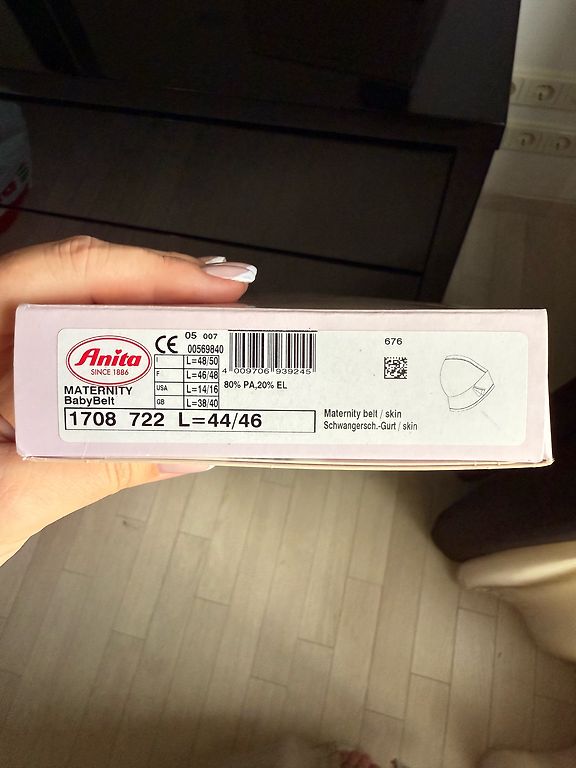 Anita
SINCE 1886
MATERNITY
BabyBelt
CE 05 007
00569840
I L=48/50
F L=46/48
USA L=14/16
GB L=38/40
4 009706 939245
80% PA,20% EL
1708 722 L=44/46
676
Maternity belt / skin
Schwangersch.-Gurt / skin